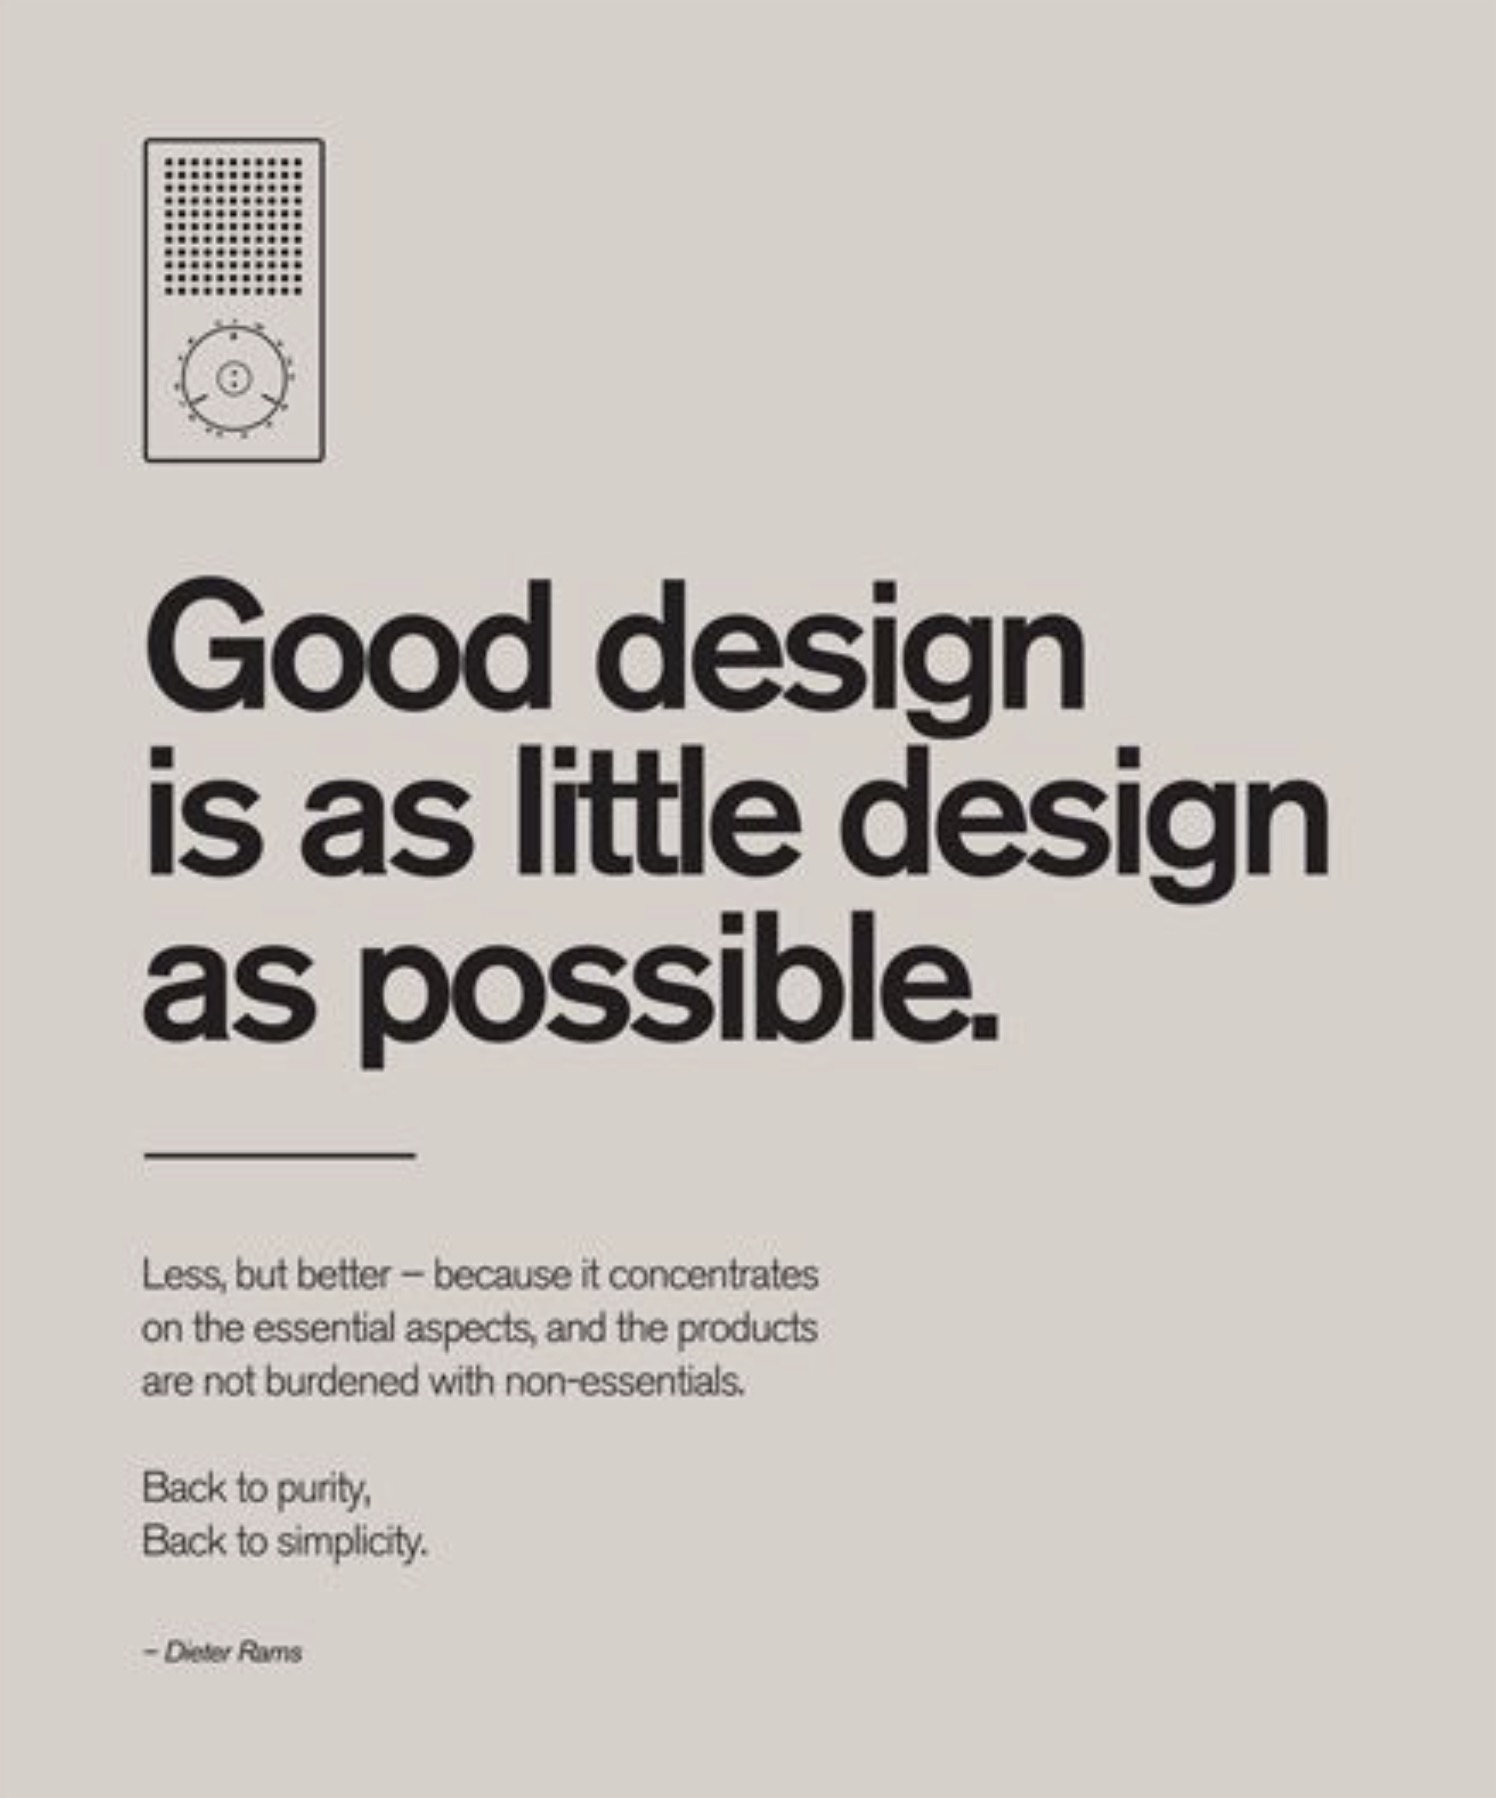 Good design
is as little design
as possible.
Less, but better – because it concentrates
on the essential aspects, and the products
are not burdened with non-essentials.
Back to purity,
Back to simplicity.
– Dieter Rams